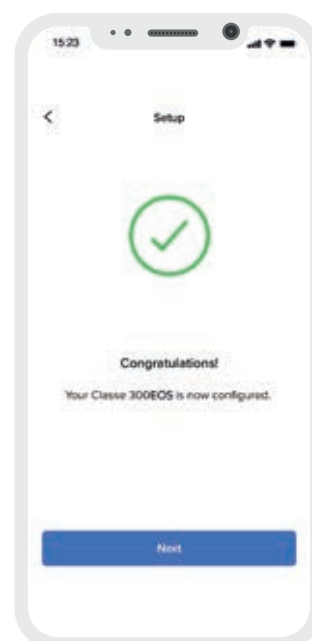 15:23
Setup
Congratulations!
Your Classe 300EOS is now configured.
Next